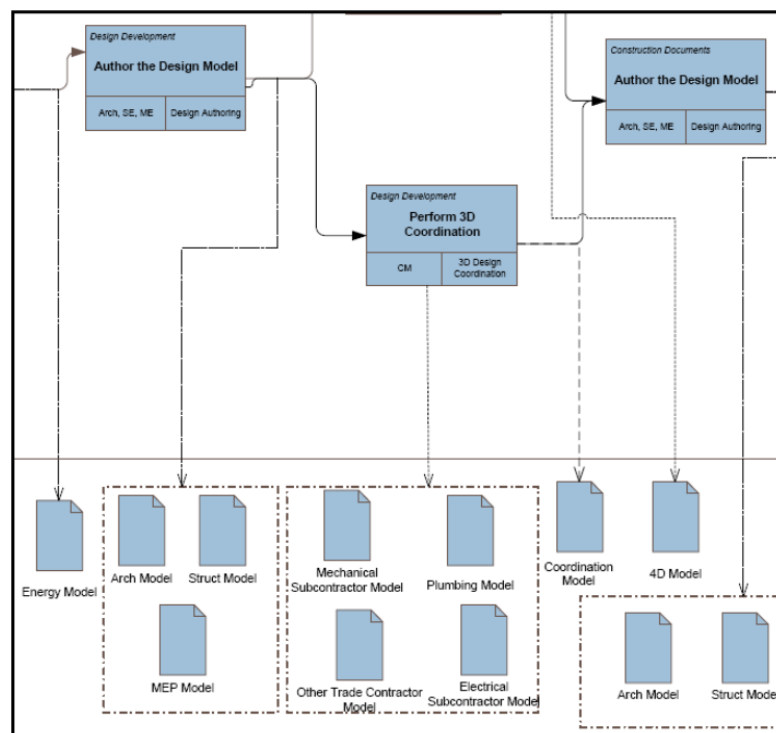 Design Development
Author the Design Model
Arch, SE, ME
Design Authoring
Construction Documents
Author the Design Model
Arch, SE, ME
Design Authoring
Design Development
Perform 3D
Coordination
CM
3D Design
Coordination
Energy Model
Arch Model
Struct Model
MEP Model
Mechanical
Subcontractor Model
Plumbing Model
Other Trade Contractor
Model
Electrical
Subcontractor Model
Coordination
Model
4D Model
Arch Model
Struct Model